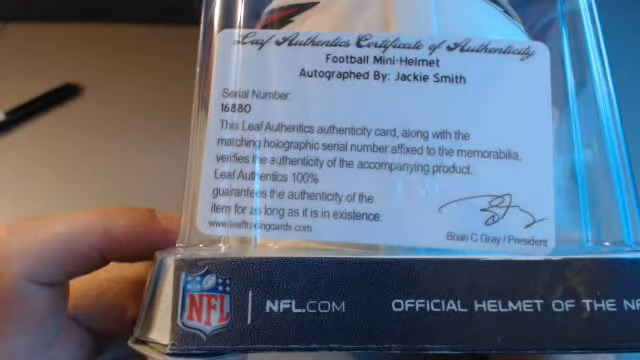 Leaf Authentics Certificate of Authenticity
Football Mini-Helmet
Autographed By: Jackie Smith
Serial Number:
16880
This Leaf Authentics authenticity card, along with the
matching holographic serial number affixed to the memorabilia,
verifies the authenticity of the accompanying product.
Leaf Authentics 100%
guarantees the authenticity of the
item for as long as it is in existence.
www.leaftradingcards.com
Brian C Gray / President
NFL
NFL.COM
OFFICIAL HELMET OF THE